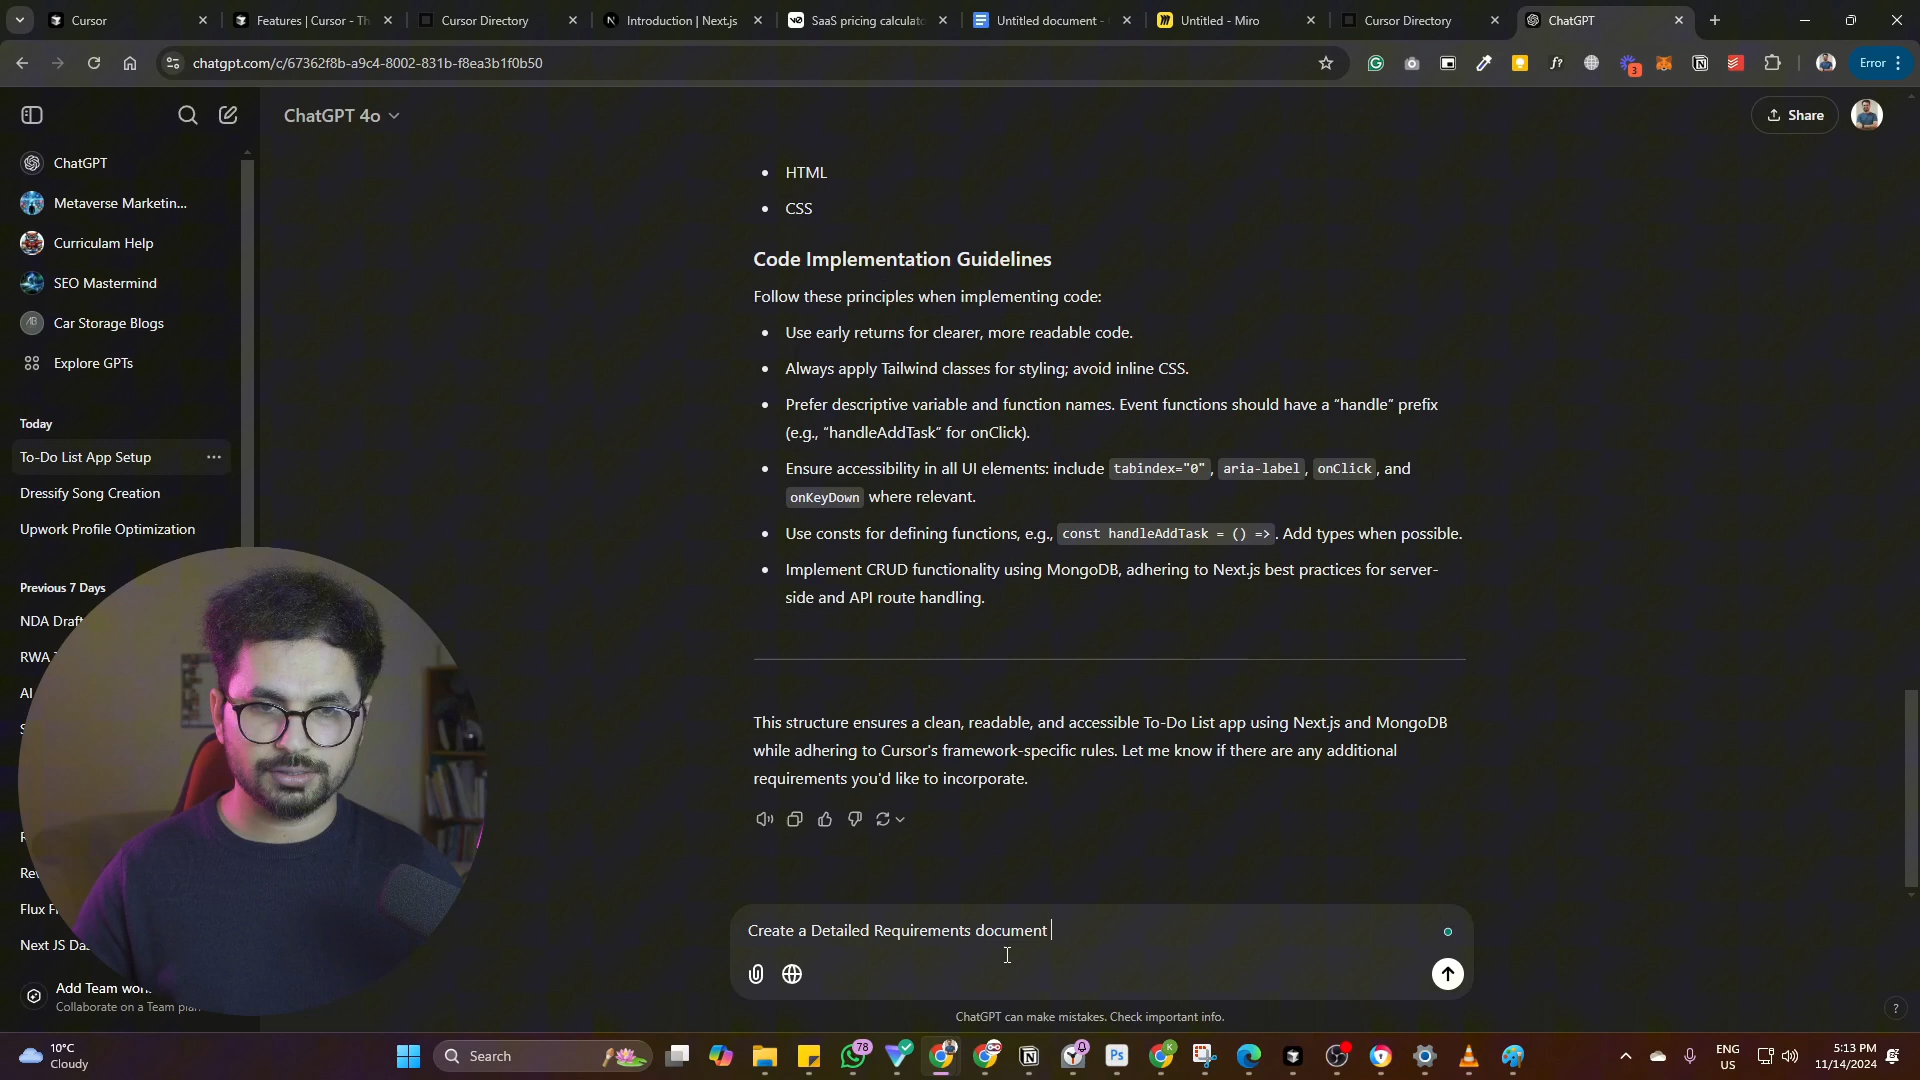 Cursor
Features | Cursor - Th
Cursor Directory
Introduction | Next.js
SaaS pricing calculato
Untitled document -
Untitled - Miro
Cursor Directory
ChatGPT
chatgpt.com/c/67362f8b-a9c4-8002-831b-f8ea3b1f0b50
3
Error
ChatGPT 4o
Share
ChatGPT
Metaverse Marketin...
Curriculam Help
SEO Mastermind
AB
Car Storage Blogs
Explore GPTs
Today
To-Do List App Setup
Dressify Song Creation
Upwork Profile Optimization
Previous 7 Days
NDA Draft
RWA
AI
Flux
Next JS
Add Team
Collaborate on a Team
HTML
CSS
Code Implementation Guidelines
Follow these principles when implementing code:
Use early returns for clearer, more readable code.
Always apply Tailwind classes for styling; avoid inline CSS.
Prefer descriptive variable and function names. Event functions should have a “handle” prefix
(e.g., “handleAddTask” for onClick).
Ensure accessibility in all UI elements: include tabindex="0", aria-label, onClick, and
onKeyDown where relevant.
Use consts for defining functions, e.g., const handleAddTask = () =>. Add types when possible.
Implement CRUD functionality using MongoDB, adhering to Next.js best practices for server-
side and API route handling.
This structure ensures a clean, readable, and accessible To-Do List app using Next.js and MongoDB
while adhering to Cursor's framework-specific rules. Let me know if there are any additional
requirements you'd like to incorporate.
Create a Detailed Requirements document
ChatGPT can make mistakes. Check important info.
?
10°C
Cloudy
Search
78
Ps
K
ENG
US
5:13 PM
11/14/2024